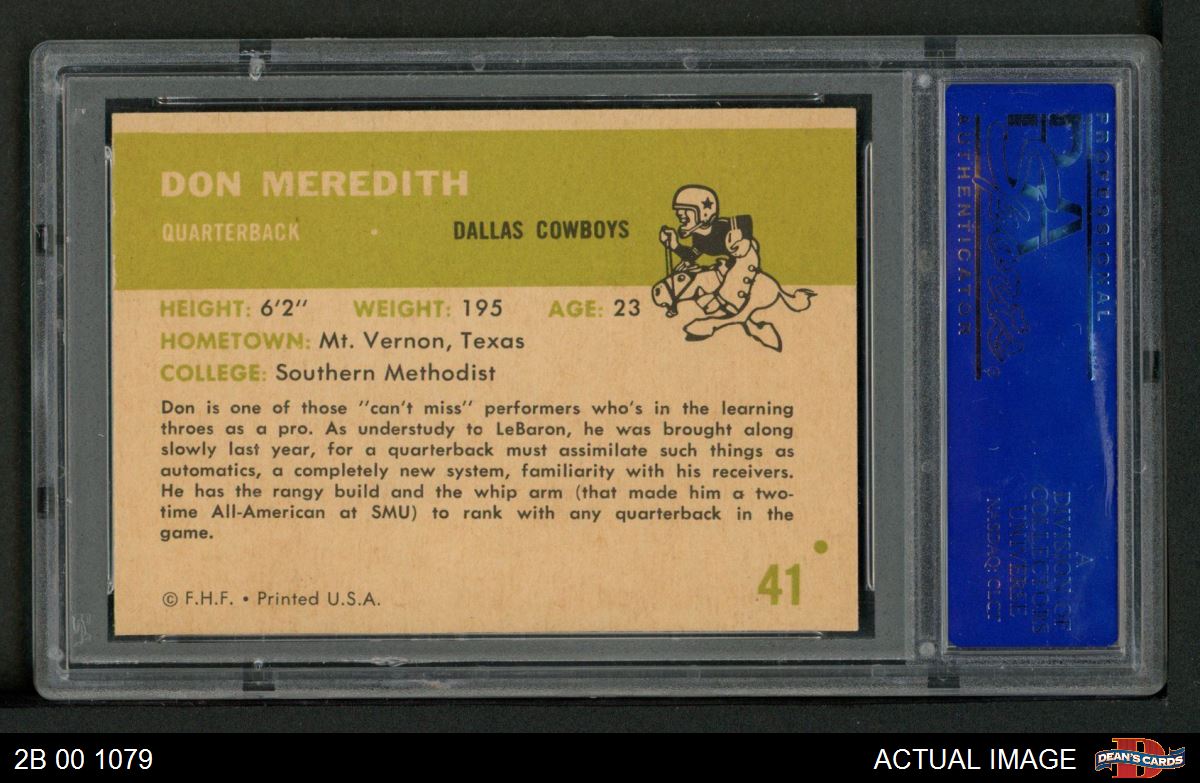 DON MEREDITH
QUARTERBACK
DALLAS COWBOYS
HEIGHT: 6'2" WEIGHT: 195 AGE: 23
HOMETOWN: Mt. Vernon, Texas
COLLEGE: Southern Methodist
Don is one of those "can't miss" performers who's in the learning
throes as a pro. As understudy to LeBaron, he was brought along
slowly last year, for a quarterback must assimilate such things as
automatics, a completely new system, familiarity with his receivers.
He has the rangy build and the whip arm (that made him a two-
time All-American at SMU) to rank with any quarterback in the
game.
© F.H.F. • Printed U.S.A.
41
PROFESSIONAL
PSA
Sports
AUTHENTICATOR
A
DIVISION OF
COLLECTORS
UNIVERSE
NASDAQ: CLCT
2B 00 1079
ACTUAL IMAGE
D
DEAN'S CARDS